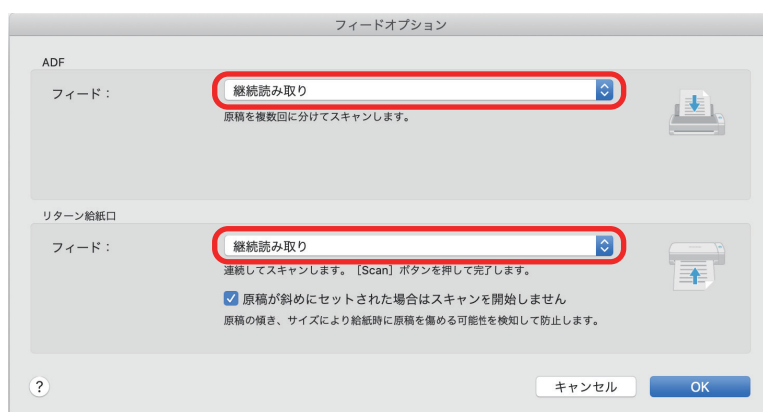 フィードオプション
ADF
フィード：
継続読み取り
原稿を複数回に分けてスキャンします。
リターン給紙口
フィード：
継続読み取り
連続してスキャンします。［Scan］ボタンを押して完了します。
原稿が斜めにセットされた場合はスキャンを開始しません
原稿の傾き、サイズにより給紙時に原稿を傷める可能性を検知して防止します。
?
キャンセル
OK